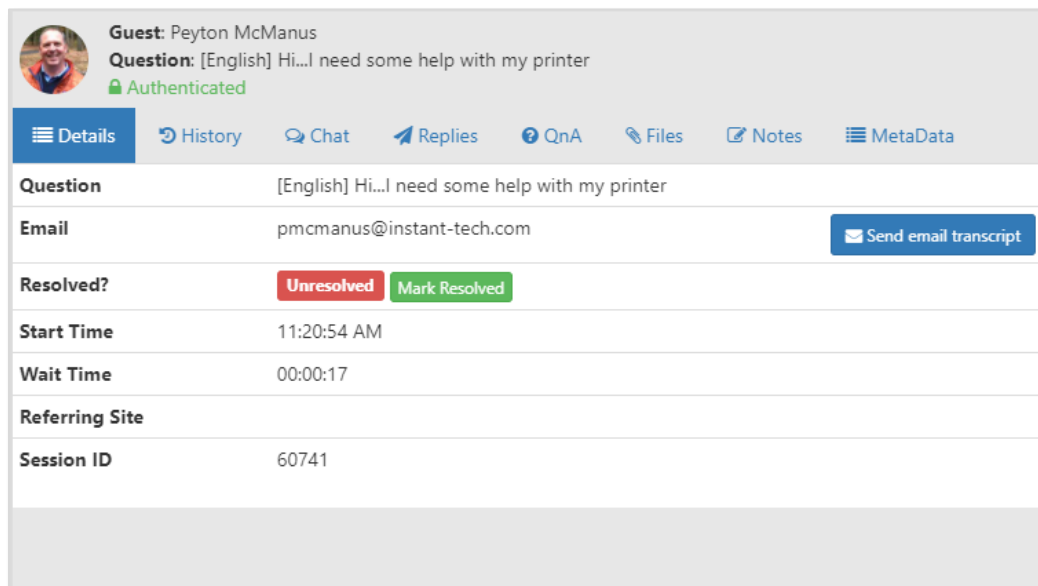 Guest: Peyton McManus
Question: [English] Hi...I need some help with my printer
Authenticated
Details History Chat Replies QnA Files Notes MetaData
Question [English] Hi...I need some help with my printer
Email pmcmanus@instant-tech.com Send email transcript
Resolved? Unresolved Mark Resolved
Start Time 11:20:54 AM
Wait Time 00:00:17
Referring Site
Session ID 60741